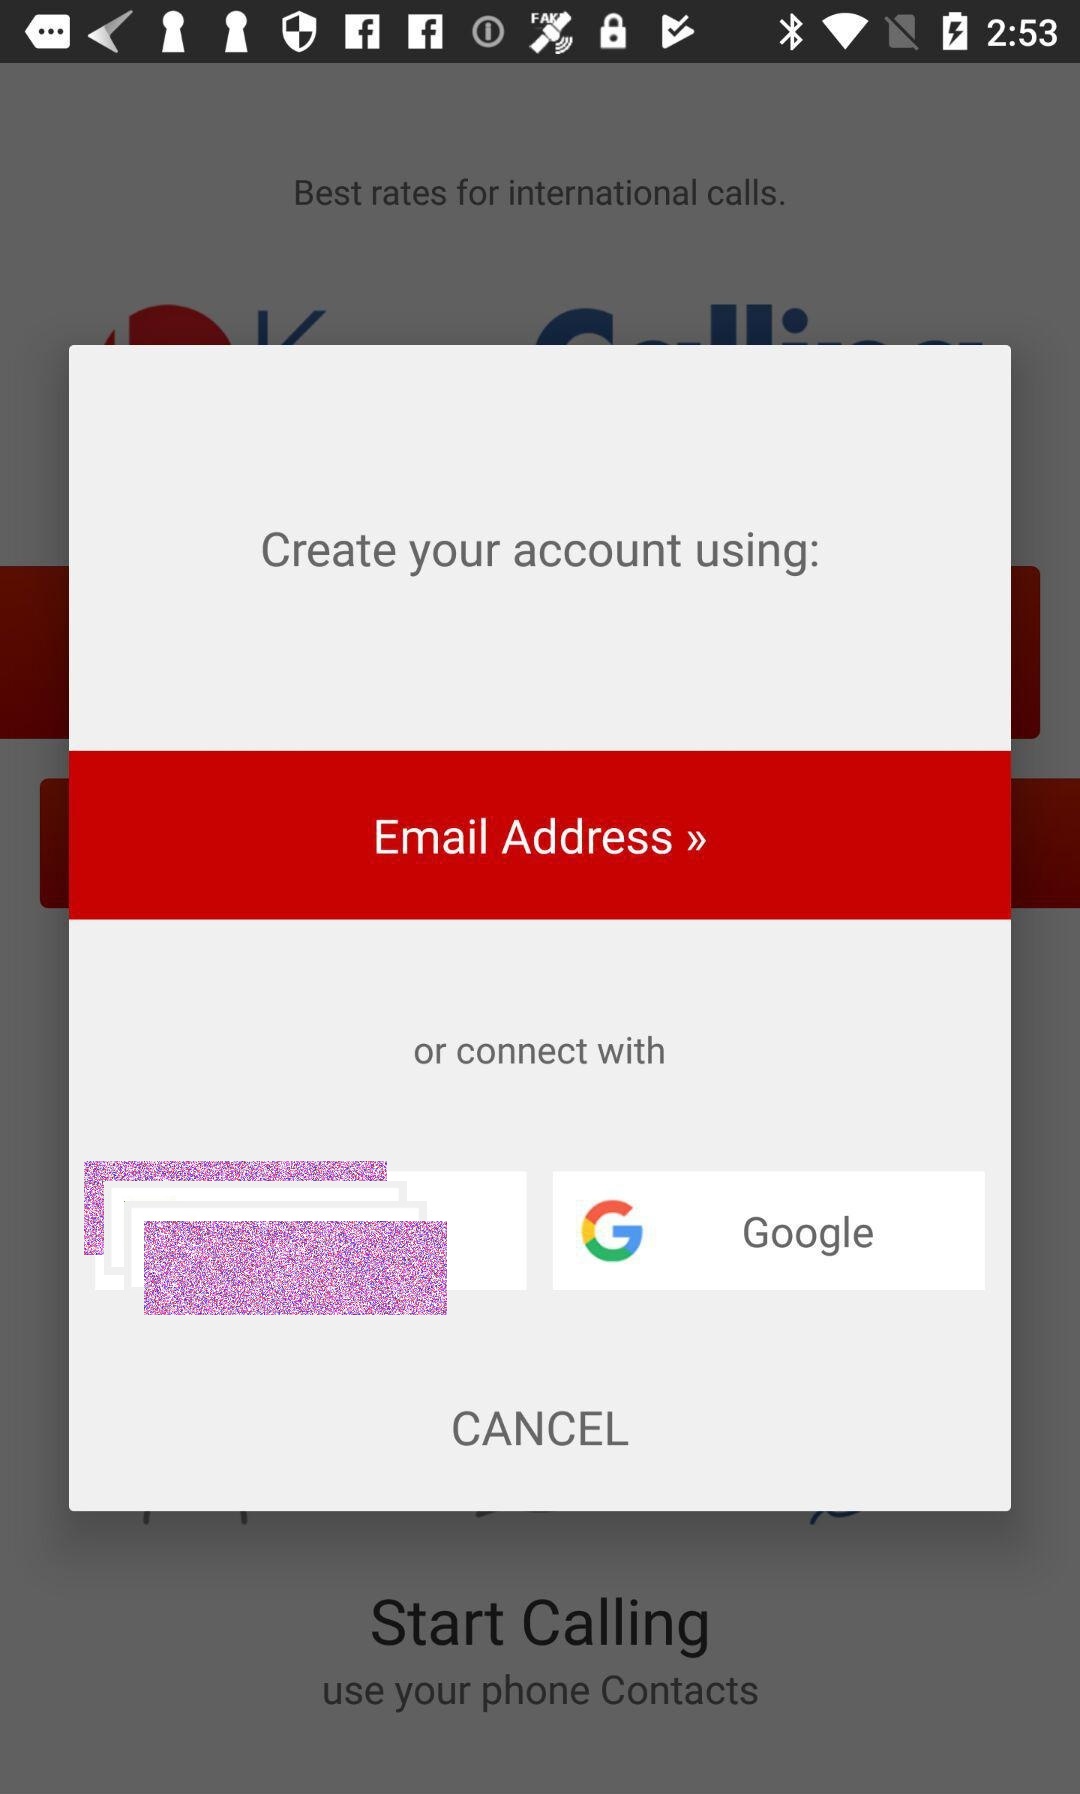 2:53
Best rates for international calls.
Create your account using:
Email Address »
or connect with
Google
CANCEL
Start Calling
use your phone Contacts